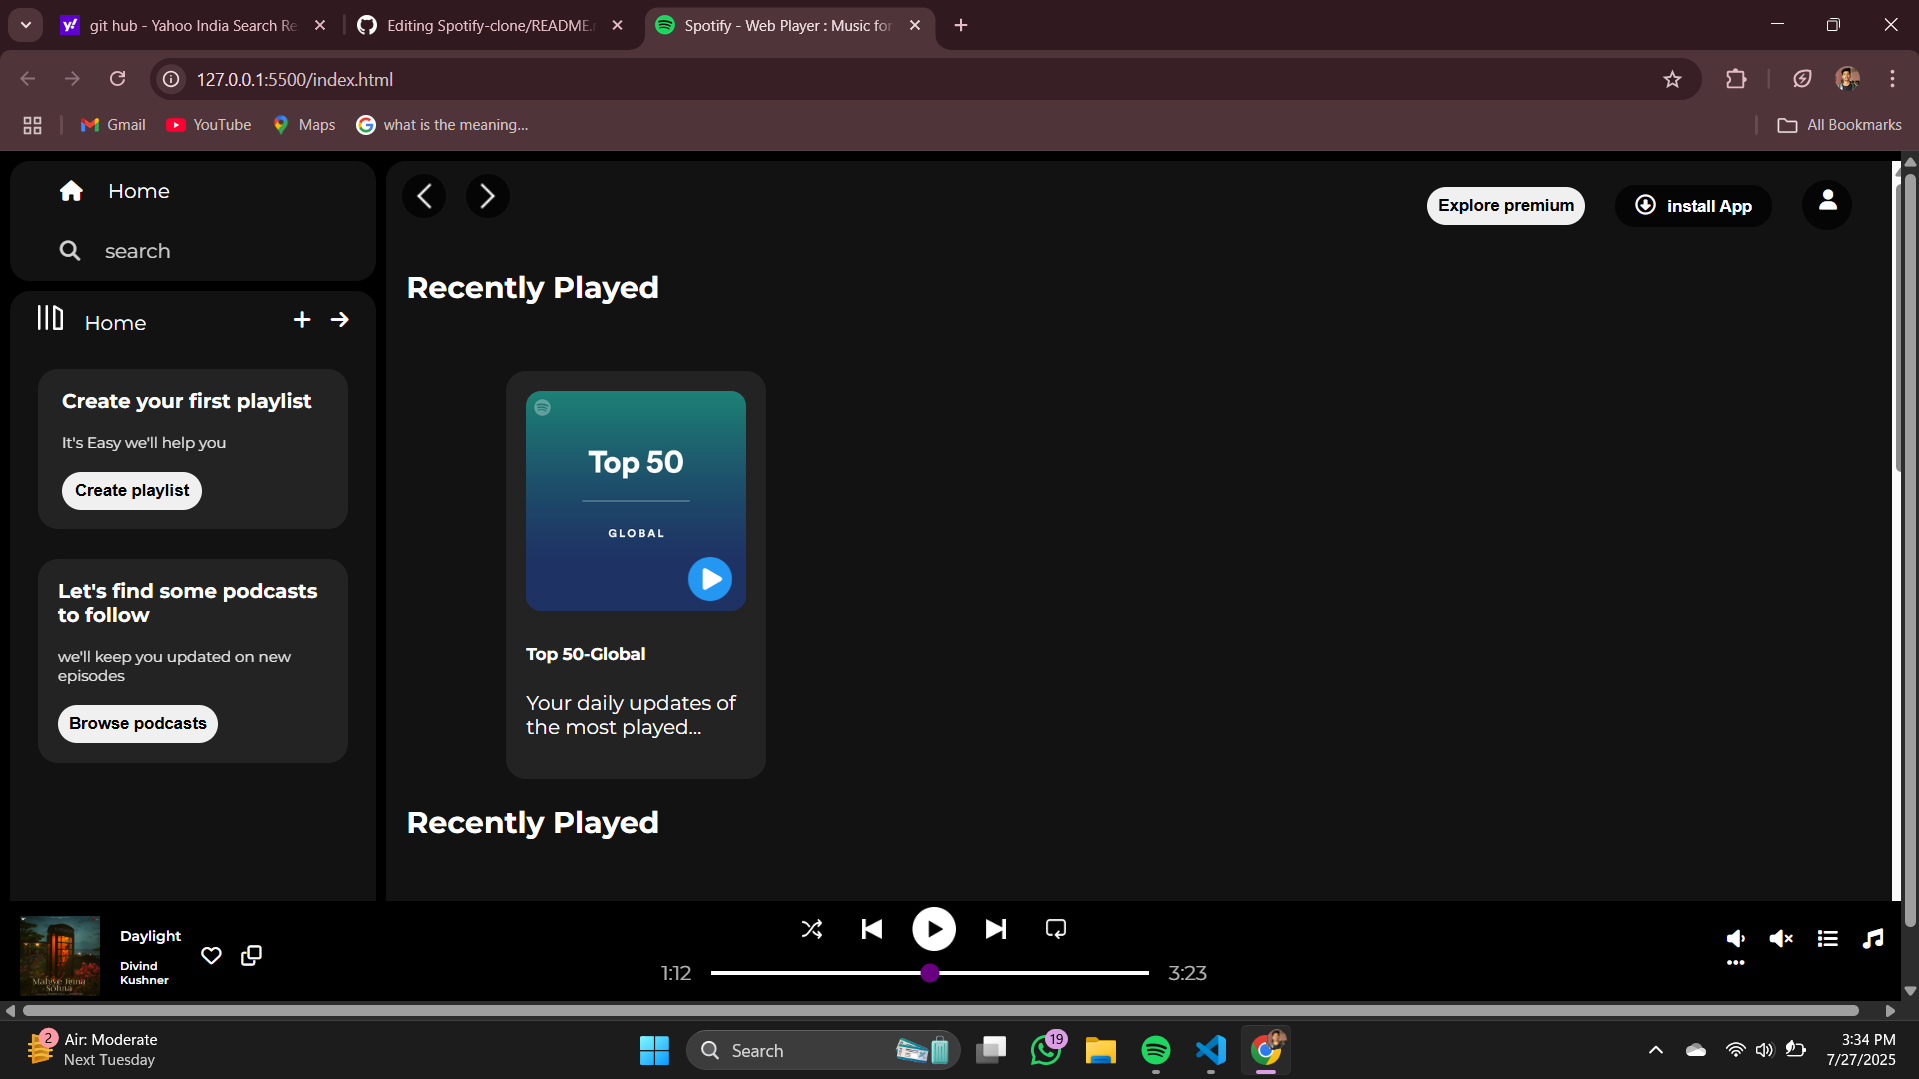 git hub - Yahoo India Search Re
Editing Spotify-clone/README.
Spotify - Web Player : Music for
127.0.0.1:5500/index.html
Gmail
YouTube
Maps
what is the meaning...
All Bookmarks
Home
search
Home
Create your first playlist
It's Easy we'll help you
Create playlist
Let's find some podcasts
to follow
we'll keep you updated on new
episodes
Browse podcasts
Explore premium
install App
Recently Played
Top 50
GLOBAL
Top 50-Global
Your daily updates of
the most played...
Recently Played
Daylight
Divind
Kushner
1:12
3:23
2
Air: Moderate
Next Tuesday
Search
19
3:34 PM
7/27/2025